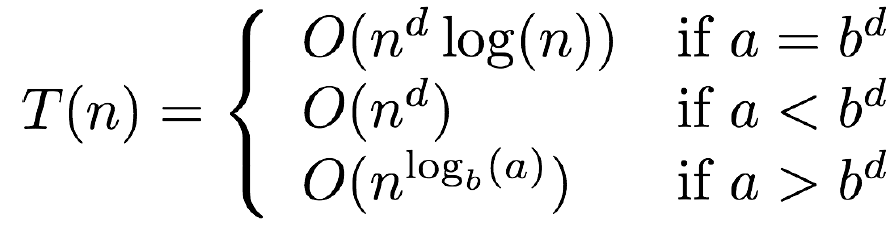 O(n^d log(n)) if a = b^d
T(n) = { O(n^d) if a < b^d
O(n^{log_b(a)}) if a > b^d